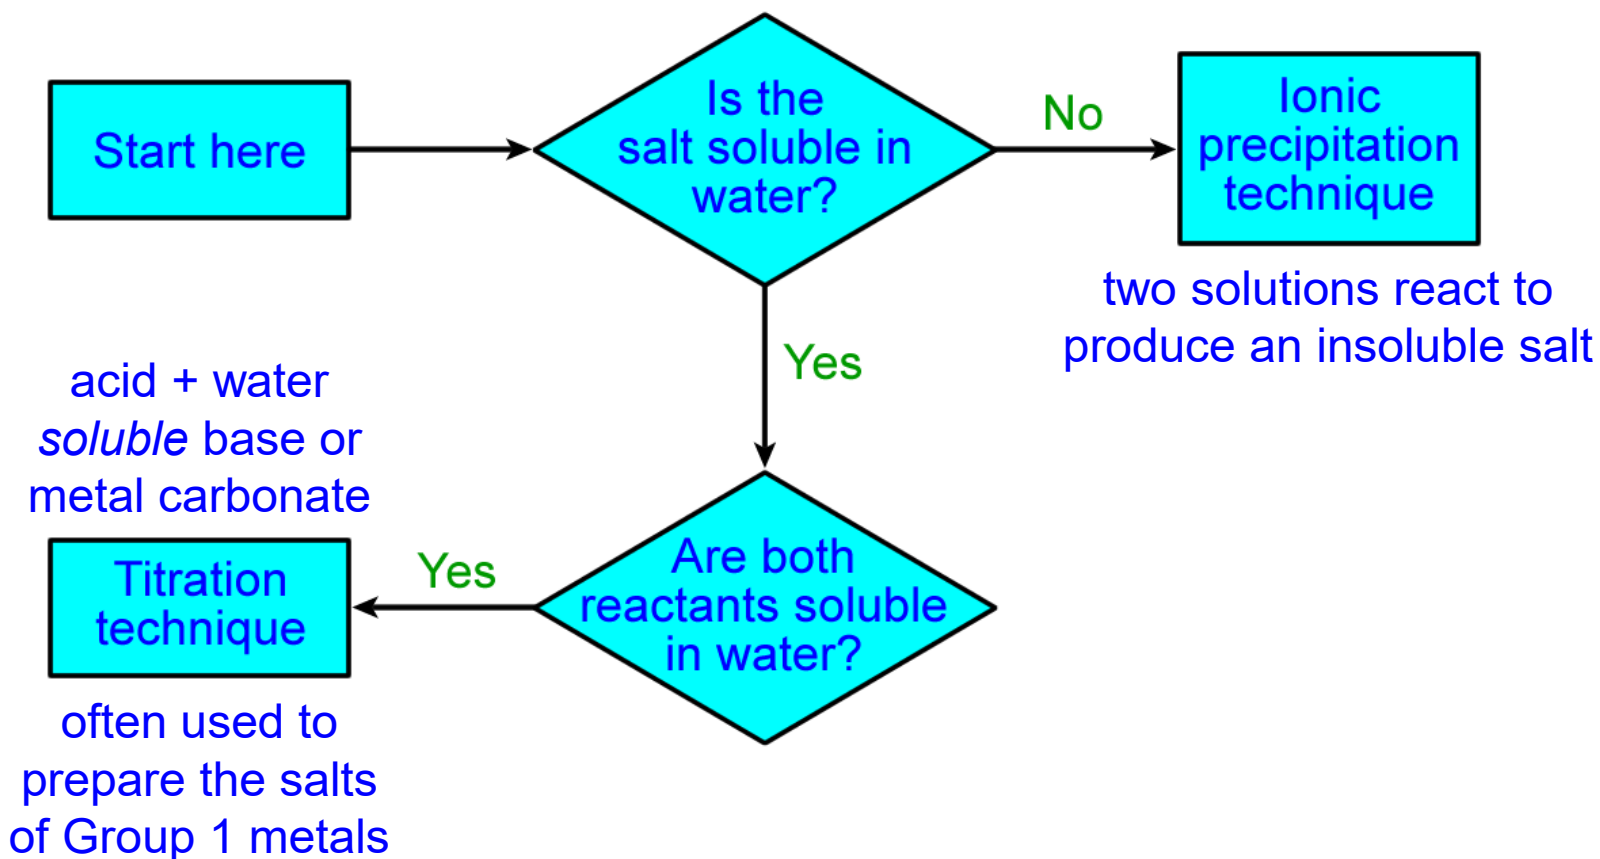 Start here
Is the
salt soluble in
water?
No
Ionic
precipitation
technique
two solutions react to
produce an insoluble salt
Yes
acid + water
soluble base or
metal carbonate
Titration
technique
Yes
Are both
reactants soluble
in water?
often used to
prepare the salts
of Group 1 metals